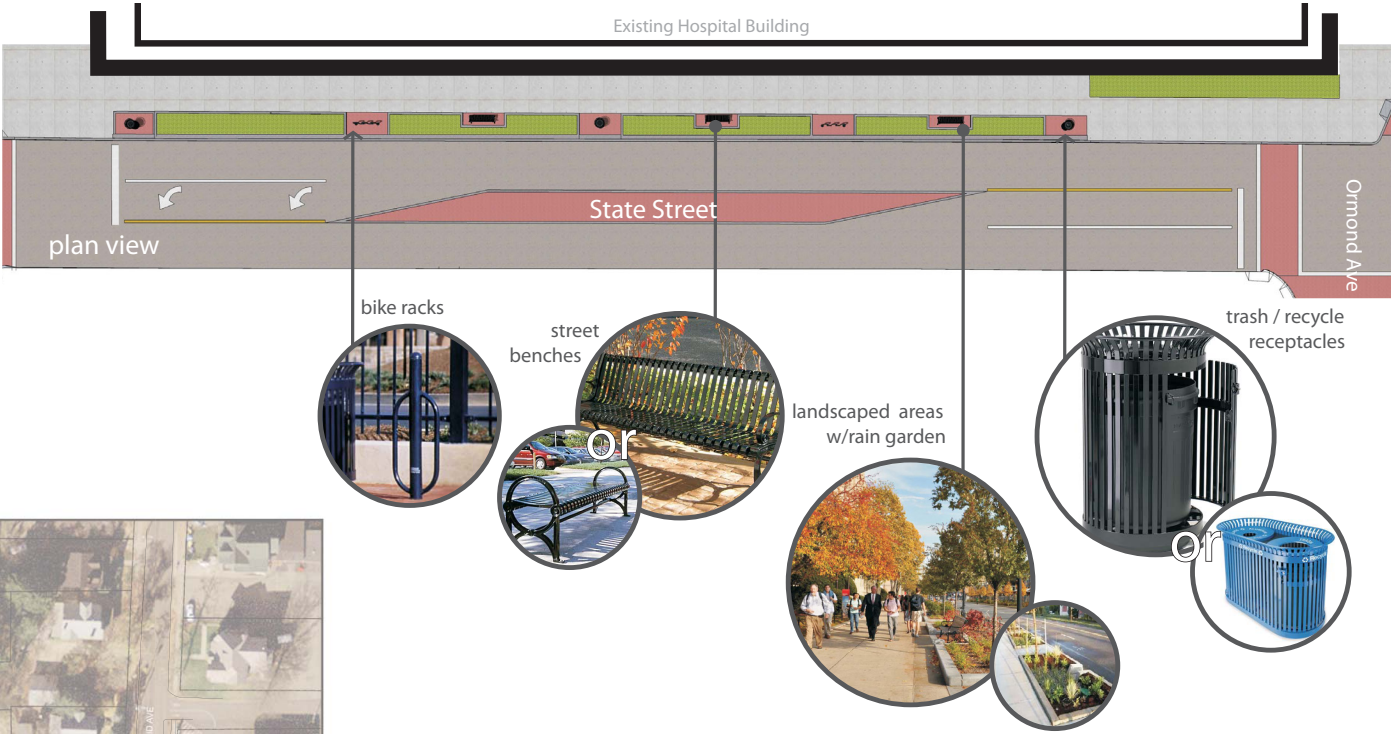 Existing Hospital Building
State Street
plan view
Ormond Ave
bike racks
street
benches
or
landscaped areas
w/rain garden
trash / recycle
receptacles
or
D AVE